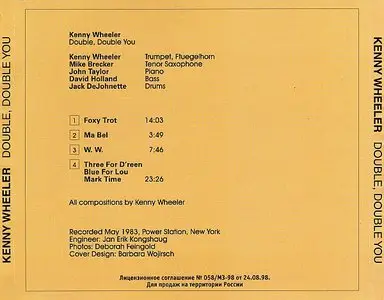 Kenny Wheeler
Double, Double You
Kenny Wheeler Trumpet, Fluegelhorn
Mike Brecker Tenor Saxophone
John Taylor Piano
David Holland Bass
Jack DeJohnette Drums
1 Foxy Trot 14:03
2 Ma Bel 3:49
3 W. W. 7:46
4 Three For D'reen
Blue For Lou
Mark Time 23:26
All compositions by Kenny Wheeler
Recorded May 1983, Power Station, New York
Engineer: Jan Erik Kongshaug
Photos: Deborah Feingold
Cover Design: Barbara Wojirsch
Лицензионное соглашение № 058/МЗ-98 от 24.08.98.
Для продаж на территории России
KENNY WHEELER DOUBLE, DOUBLE YOU
KENNY WHEELER DOUBLE, DOUBLE YOU